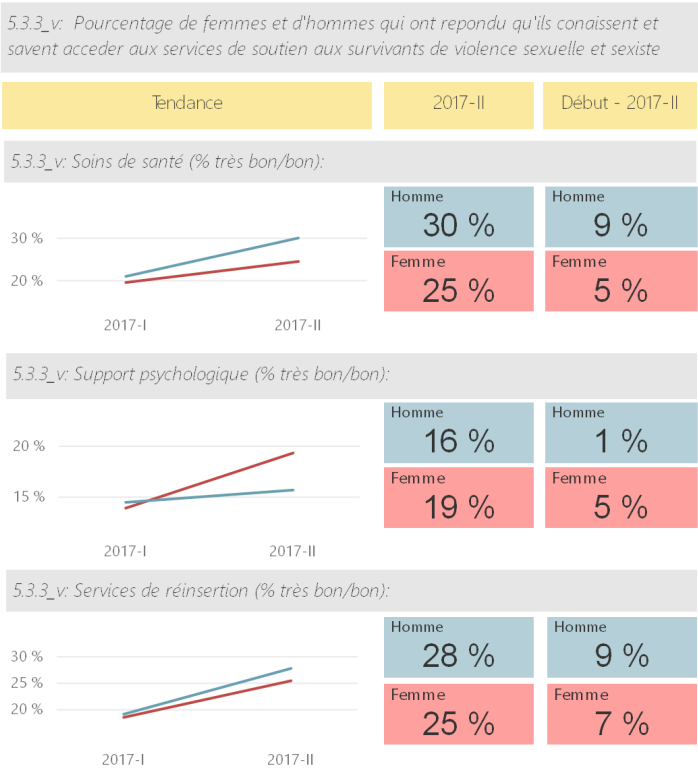 5.3.3_v: Pourcentage de femmes et d'hommes qui ont repondu qu'ils conaissent et
savent acceder aux services de soutien aux survivants de violence sexuelle et sexiste
Tendance
2017-II
Début - 2017-II
5.3.3_v: Soins de santé (% très bon/bon):
30 %
20 %
2017-I
2017-II
Homme
30 %
Homme
9 %
Femme
25 %
Femme
5 %
5.3.3_v: Support psychologique (% très bon/bon):
20 %
15 %
2017-I
2017-II
Homme
16 %
Homme
1 %
Femme
19 %
Femme
5 %
5.3.3_v: Services de réinsertion (% très bon/bon):
30 %
25 %
20 %
2017-I
2017-II
Homme
28 %
Homme
9 %
Femme
25 %
Femme
7 %